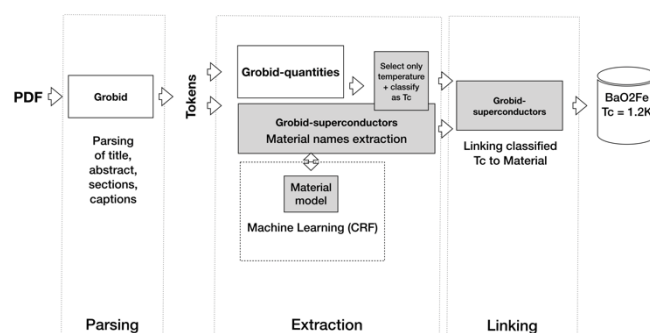 PDF
Grobid
Parsing
of title,
abstract,
sections,
captions
Parsing
Tokens
Grobid-quantities
Select only
temperature
+ classify
as Tc
Grobid-superconductors
Material names extraction
Material
model
Machine Learning (CRF)
Extraction
Grobid-
superconductors
Linking classified
Tc to Material
Linking
BaO2Fe
Tc = 1.2K